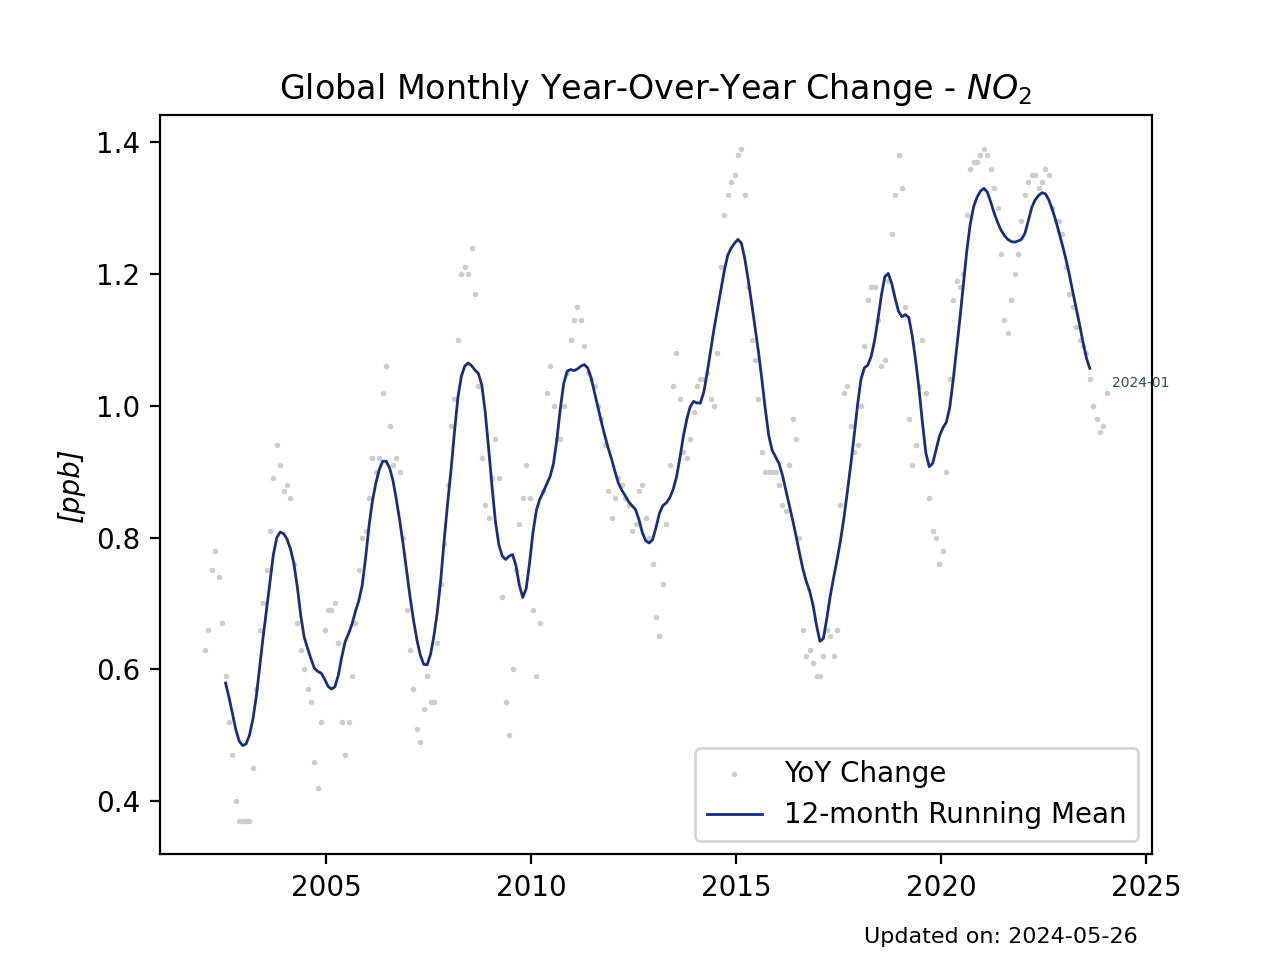 Global Monthly Year-Over-Year Change - NO₂
1.4
1.2
1.0
0.8
0.6
0.4
[ppb]
2024-01
YoY Change
12-month Running Mean
2005 2010 2015 2020 2025
Updated on: 2024-05-26